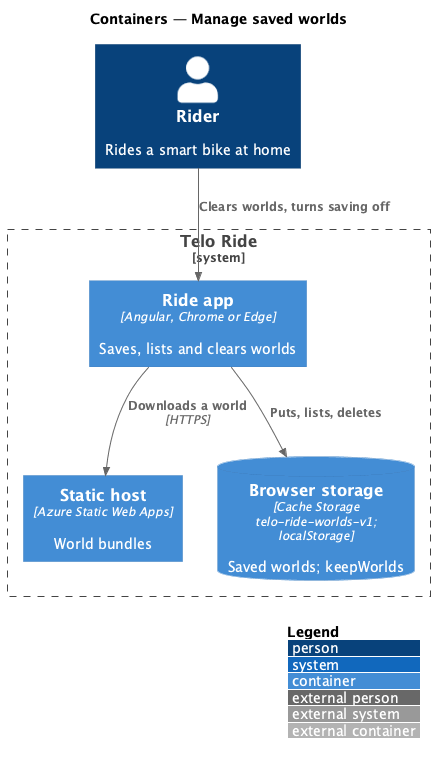 Containers — Manage saved worlds
Rider
Rides a smart bike at home
Clears worlds, turns saving off
Telo Ride
[system]
Ride app
[Angular, Chrome or Edge]
Saves, lists and clears worlds
Downloads a world
[HTTPS]
Puts, lists, deletes
Static host
[Azure Static Web Apps]
World bundles
Browser storage
[Cache Storage
telo-ride-worlds-v1;
localStorage]
Saved worlds; keepWorlds
Legend
person
system
container
external person
external system
external container